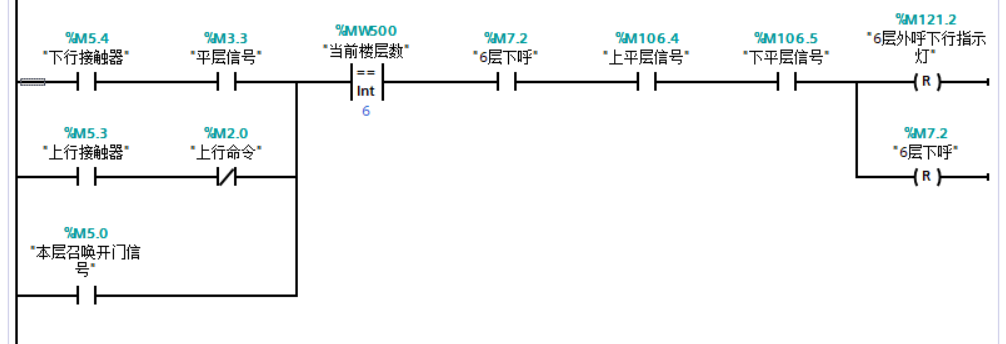 %M5.4
"下行接触器"
%M3.3
"平层信号"
%MW500
"当前楼层数"
==
Int
6
%M7.2
"6层下呼"
%M106.4
"上平层信号"
%M106.5
"下平层信号"
%M121.2
"6层外呼下行指示
灯"
R
%M5.3
"上行接触器"
%M2.0
"上行命令"
%M7.2
"6层下呼"
R
%M5.0
"本层召唤开门信
号"